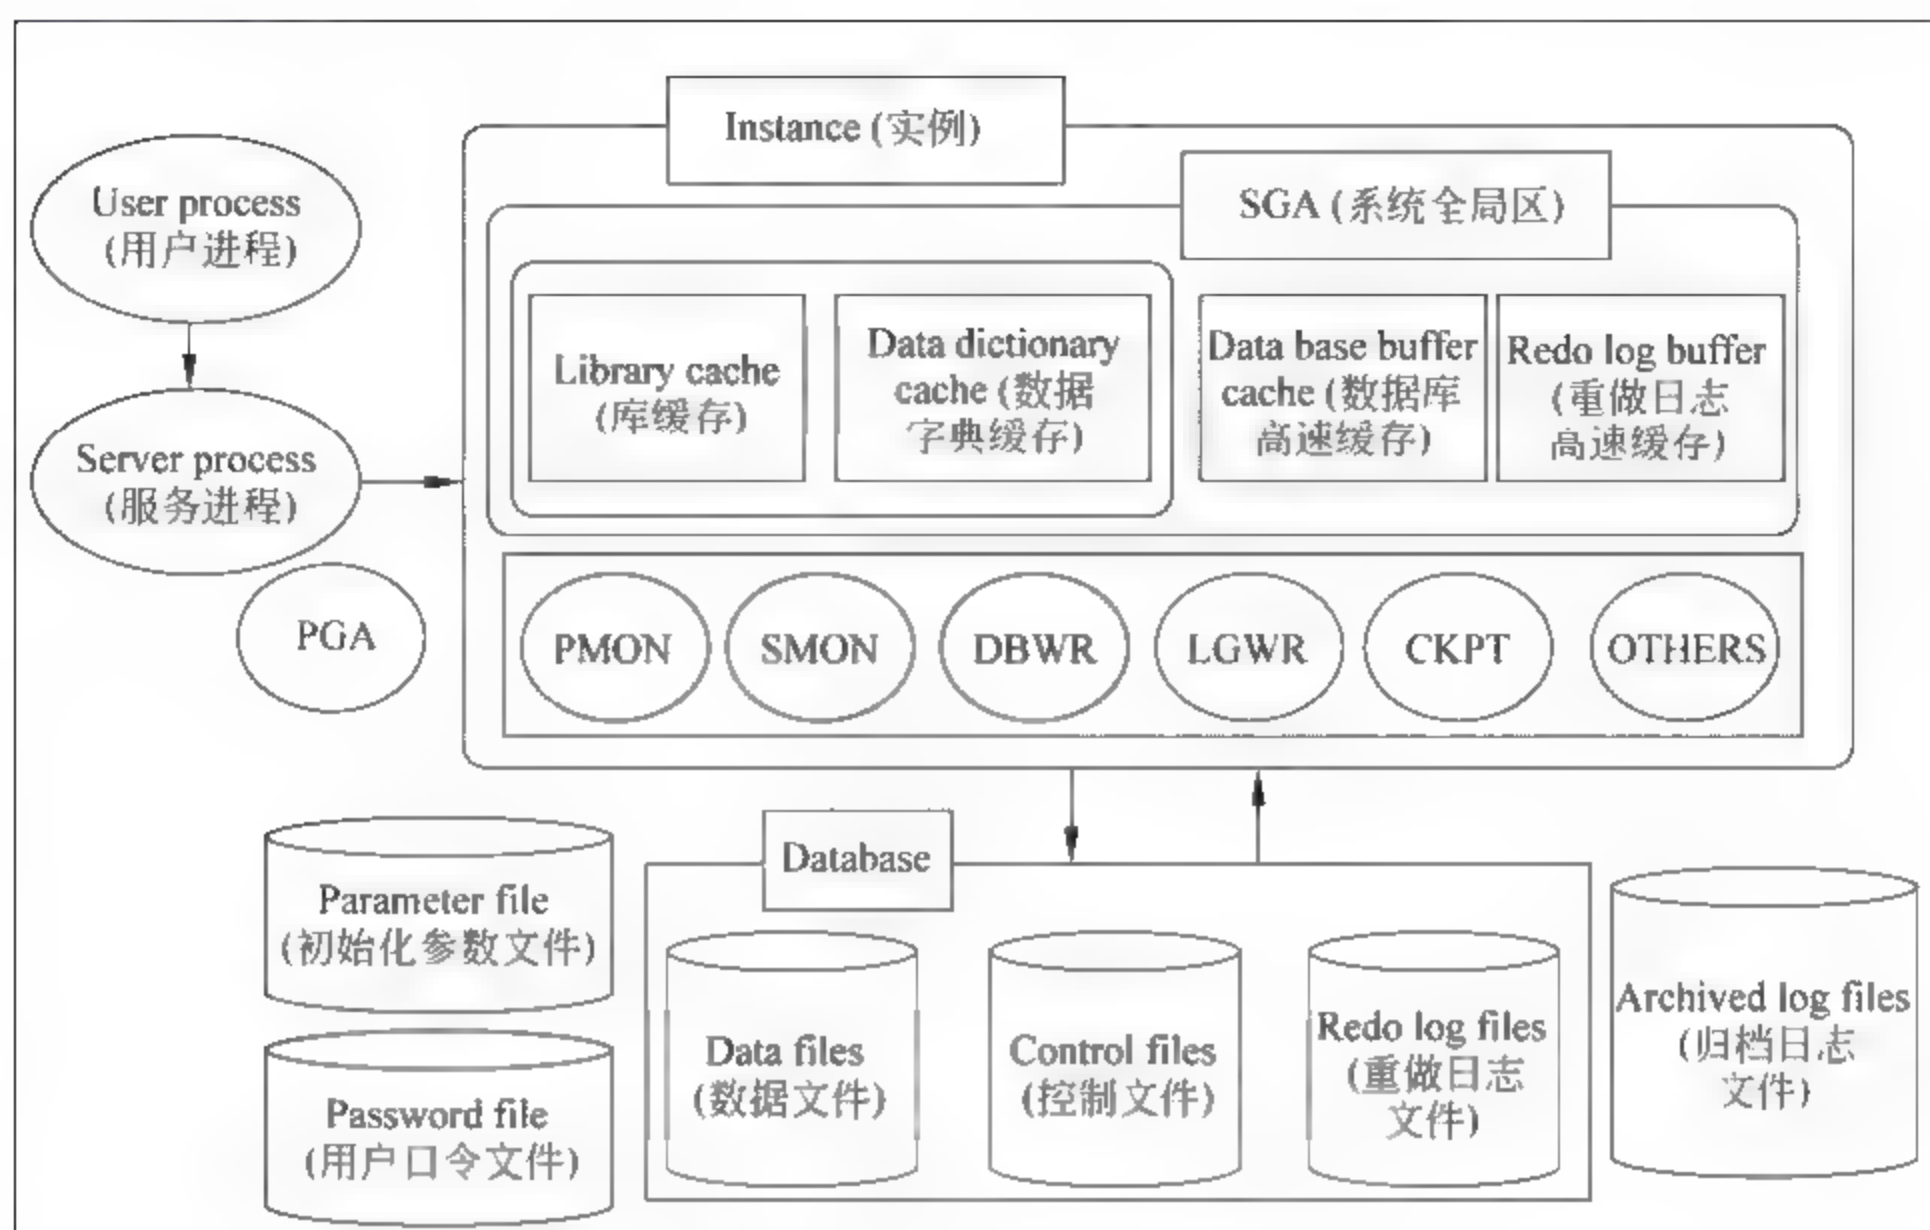 Instance (实例)
SGA (系统全局区)
User process
(用户进程)
Library cache
(库缓存)
Data dictionary
cache (数据
字典缓存)
Data base buffer
cache (数据库
高速缓存)
Redo log buffer
(重做日志
高速缓存)
Server process
(服务进程)
PGA
PMON
SMON
DBWR
LGWR
CKPT
OTHERS
Database
Parameter file
(初始化参数文件)
Password file
(用户口令文件)
Data files
(数据文件)
Control files
(控制文件)
Redo log files
(重做日志
文件)
Archived log files
(归档日志
文件)